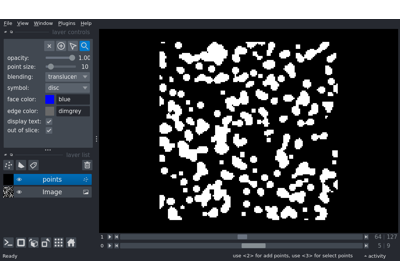 File View Window Plugins Help
layer controls
opacity: 1.00
point size: 10
blending: translucen
symbol: disc
face color: blue
edge color: dimgrey
display text:
out of slice:
layer list
points
Image
1 64 127
0 5 9
Ready use <2> for add points, use <3> for select points activity